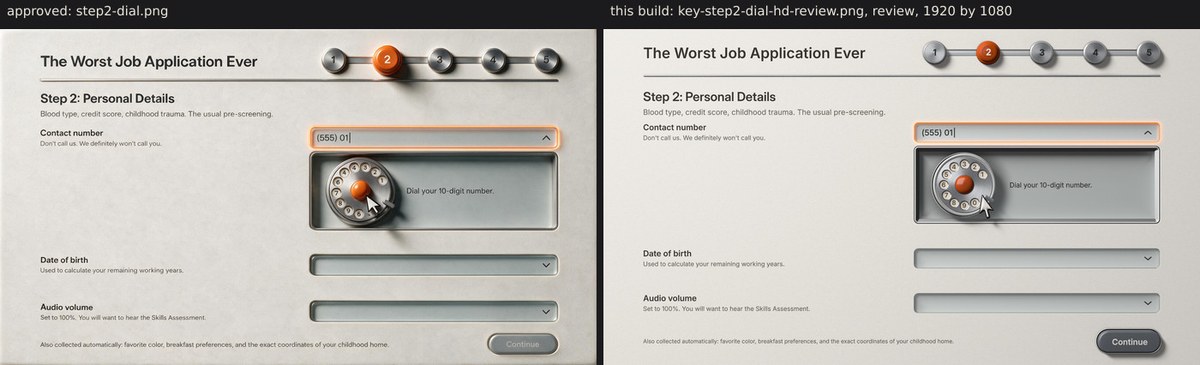 approved: step2-dial.png
The Worst Job Application Ever
1 2 3 4 5
Step 2: Personal Details
Blood type, credit score, childhood trauma. The usual pre-screening.
Contact number
Don't call us. We definitely won't call you.
(555) 01
Dial your 10-digit number.
Date of birth
Used to calculate your remaining working years.
Audio volume
Set to 100%. You will want to hear the Skills Assessment.
Also collected automatically: favorite color, breakfast preferences, and the exact coordinates of your childhood home.
Continue
this build: key-step2-dial-hd-review.png, review, 1920 by 1080
The Worst Job Application Ever
1 2 3 4 5
Step 2: Personal Details
Blood type, credit score, childhood trauma. The usual pre-screening.
Contact number
Don't call us. We definitely won't call you.
(555) 01
Dial your 10-digit number.
Date of birth
Used to calculate your remaining working years.
Audio volume
Set to 100%. You will want to hear the Skills Assessment.
Also collected automatically: favorite color, breakfast preferences, and the exact coordinates of your childhood home.
Continue